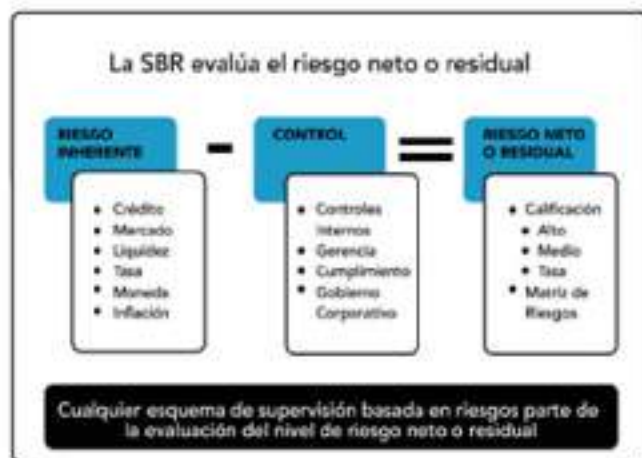 La SBR evalúa el riesgo neto o residual
RIESGO
INHERENTE
-
CONTROL
=
RIESGO NETO
O RESIDUAL
• Crédito
• Mercado
• Liquidez
• Tasa
• Moneda
• Inflación
• Controles
Internos
• Gerencia
• Cumplimiento
• Gobierno
Corporativo
• Calificación
• Alto
• Medio
• Tasa
• Matriz de
Riesgos
Cualquier esquema de supervisión basada en riesgos parte de
la evaluación del nivel de riesgo neto o residual